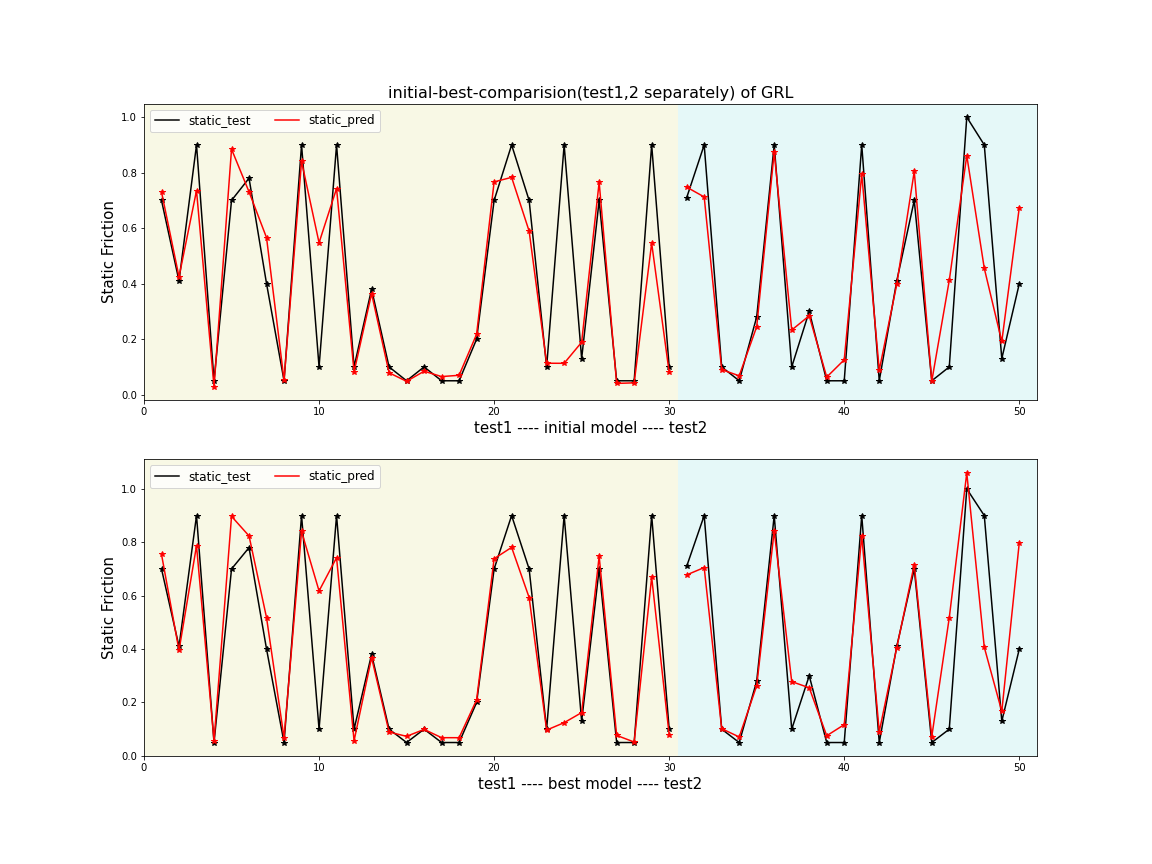 initial-best-comparision(test1,2 separately) of GRL
static_test static_pred
Static Friction
1.0
0.8
0.6
0.4
0.2
0.0
0 10 20 30 40 50
test1 ---- initial model ---- test2
static_test static_pred
Static Friction
1.0
0.8
0.6
0.4
0.2
0.0
0 10 20 30 40 50
test1 ---- best model ---- test2